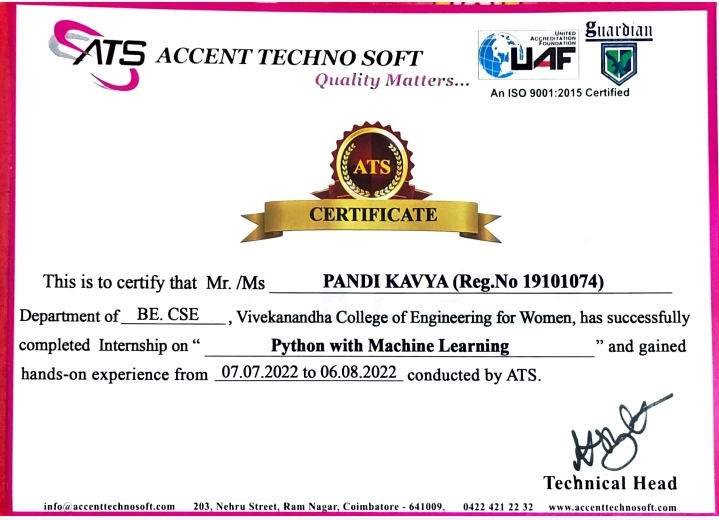 ATS ACCENT TECHNO SOFT
Quality Matters...
UNITED
ACCREDITATION
FOUNDATION
UAF
guardian
An ISO 9001:2015 Certified
ATS
CERTIFICATE
This is to certify that Mr. /Ms PANDI KAVYA (Reg.No 19101074)
Department of BE. CSE , Vivekanandha College of Engineering for Women, has successfully
completed Internship on “ Python with Machine Learning ” and gained
hands-on experience from 07.07.2022 to 06.08.2022 conducted by ATS.
Technical Head
info@accenttechnosoft.com 203, Nehru Street, Ram Nagar, Coimbatore - 641009, 0422 421 22 32 www.accenttechnosoft.com